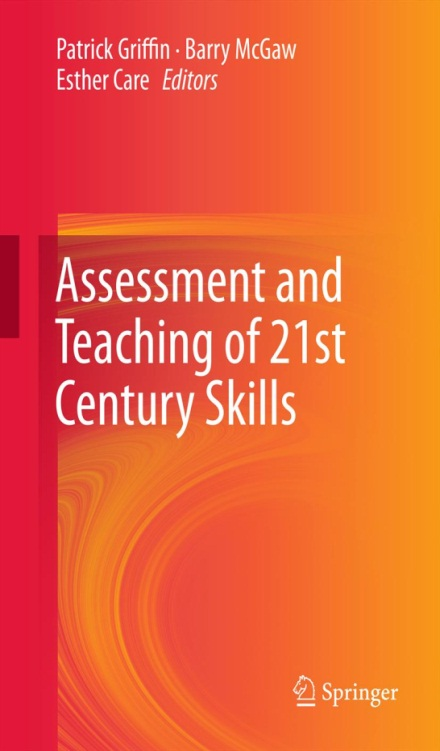 Patrick Griffin · Barry McGaw
Esther Care Editors
Assessment and
Teaching of 21st
Century Skills
Springer